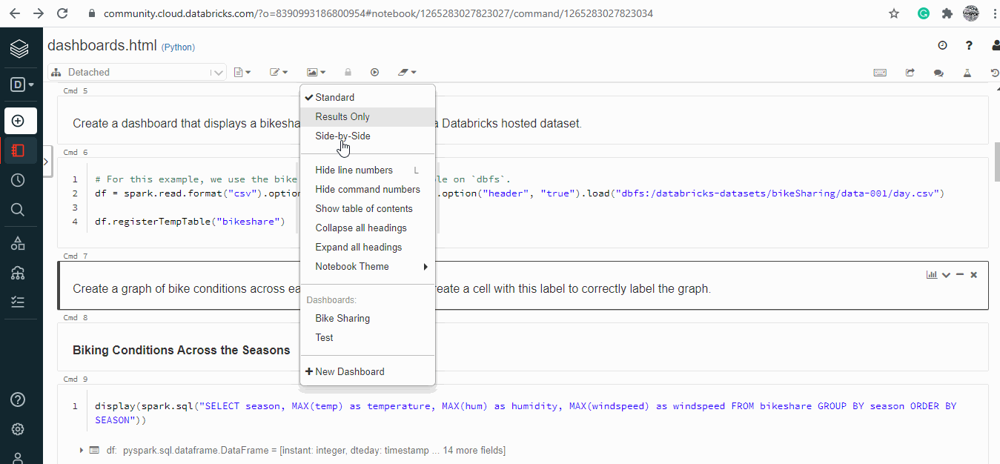 community.cloud.databricks.com/?o=8390993186800954#notebook/1265283027823027/command/1265283027823034
dashboards.html (Python)
Detached
D
Cmd 5
Create a dashboard that displays a bikesha
a Databricks hosted dataset.
Cmd 6
1 # For this example, we use the bike
le on `dbfs`.
2 df = spark.read.format("csv").option
.option("header", "true").load("dbfs:/databricks-datasets/bikeSharing/data-001/day.csv")
3
4 df.registerTempTable("bikeshare")
Cmd 7
Create a graph of bike conditions across ea
reate a cell with this label to correctly label the graph.
Cmd 8
Biking Conditions Across the Seasons
Cmd 9
1 display(spark.sql("SELECT season, MAX(temp) as temperature, MAX(hum) as humidity, MAX(windspeed) as windspeed FROM bikeshare GROUP BY season ORDER BY
SEASON"))
df: pyspark.sql.dataframe.DataFrame = [instant: integer, dteday: timestamp ... 14 more fields]
Standard
Results Only
Side-by-Side
Hide line numbers L
Hide command numbers
Show table of contents
Collapse all headings
Expand all headings
Notebook Theme
Dashboards:
Bike Sharing
Test
+ New Dashboard